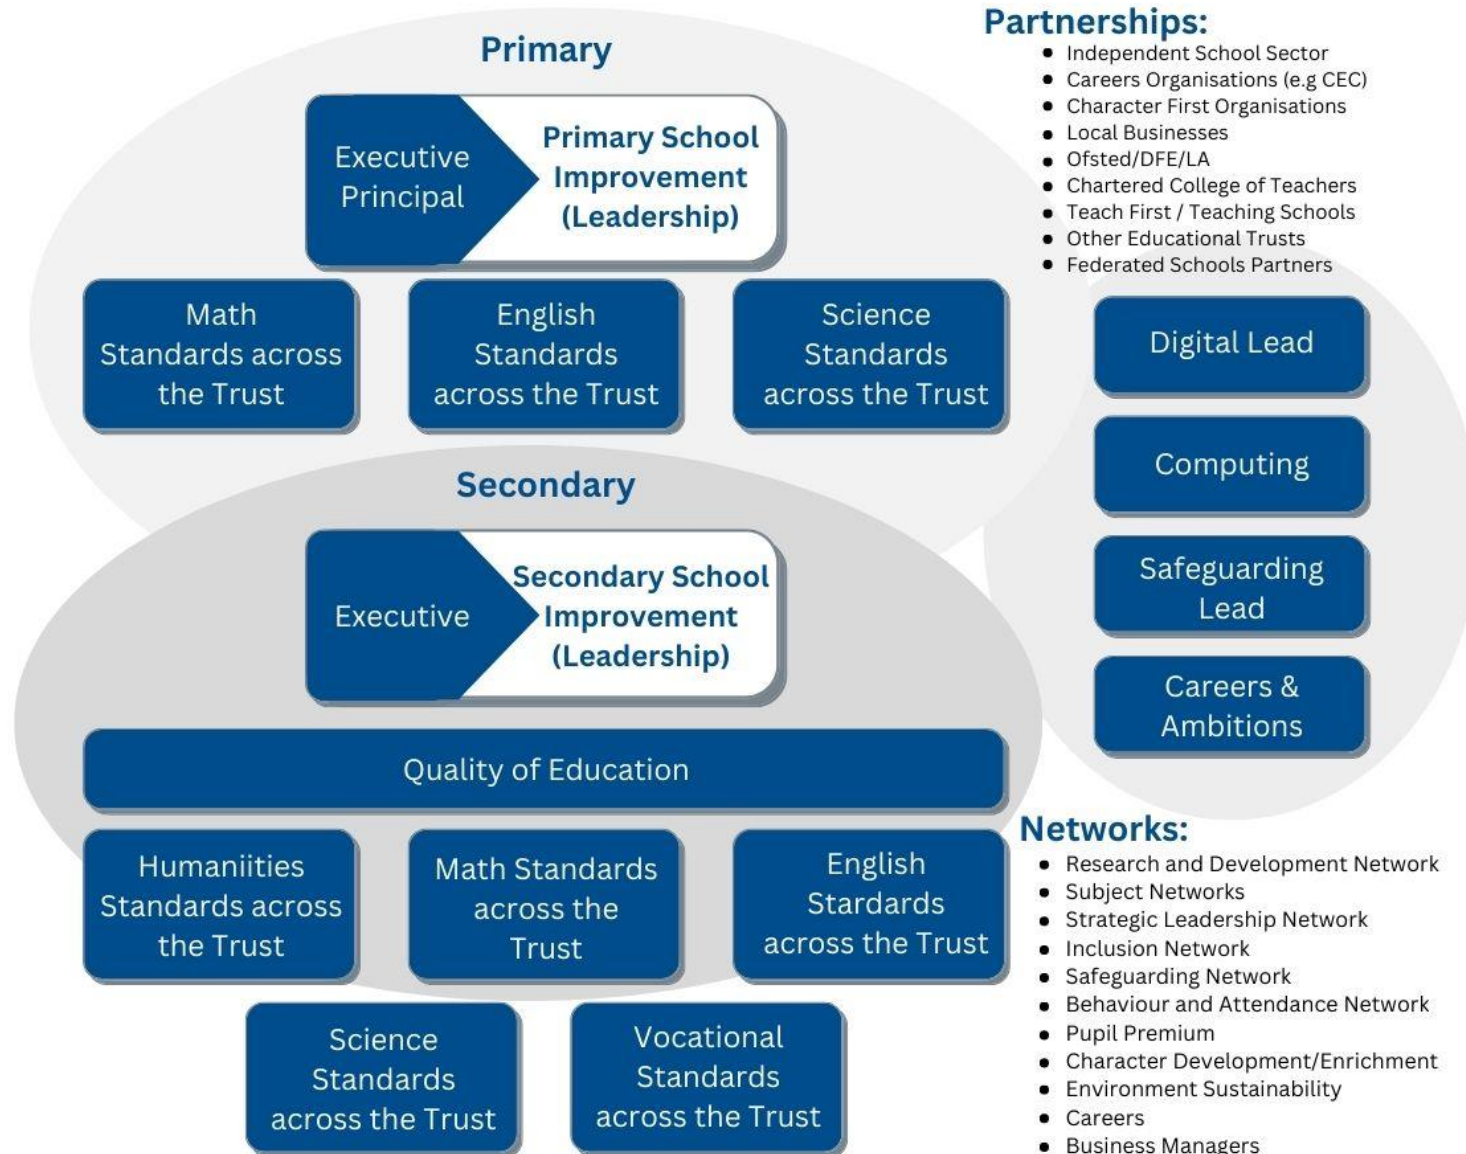 Primary
Executive
Principal
Primary School
Improvement
(Leadership)
Math
Standards across
the Trust
English
Standards
across the Trust
Science
Standards
across the Trust
Secondary
Executive
Secondary School
Improvement
(Leadership)
Quality of Education
Humaniities
Standards across
the Trust
Math Standards
across the
Trust
English
Stardards
across the Trust
Science
Standards
across the Trust
Vocational
Standards
across the Trust
Partnerships:
• Independent School Sector
• Careers Organisations (e.g CEC)
• Character First Organisations
• Local Businesses
• Ofsted/DFE/LA
• Chartered College of Teachers
• Teach First / Teaching Schools
• Other Educational Trusts
• Federated Schools Partners
Digital Lead
Computing
Safeguarding
Lead
Careers &
Ambitions
Networks:
• Research and Development Network
• Subject Networks
• Strategic Leadership Network
• Inclusion Network
• Safeguarding Network
• Behaviour and Attendance Network
• Pupil Premium
• Character Development/Enrichment
• Environment Sustainability
• Careers
• Business Managers